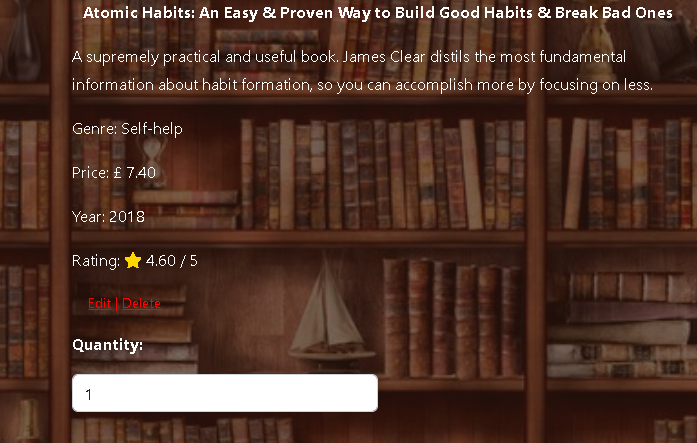 Atomic Habits: An Easy & Proven Way to Build Good Habits & Break Bad Ones
A supremely practical and useful book. James Clear distils the most fundamental
information about habit formation, so you can accomplish more by focusing on less.
Genre: Self-help
Price: £ 7.40
Year: 2018
Rating: ⭐ 4.60 / 5
Edit | Delete
Quantity:
1